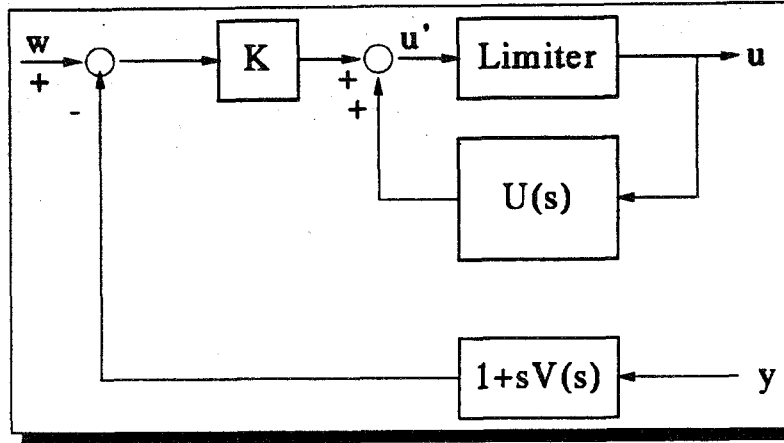 w
+
-
K
+
+
u'
Limiter
u
U(s)
1+sV(s)
y